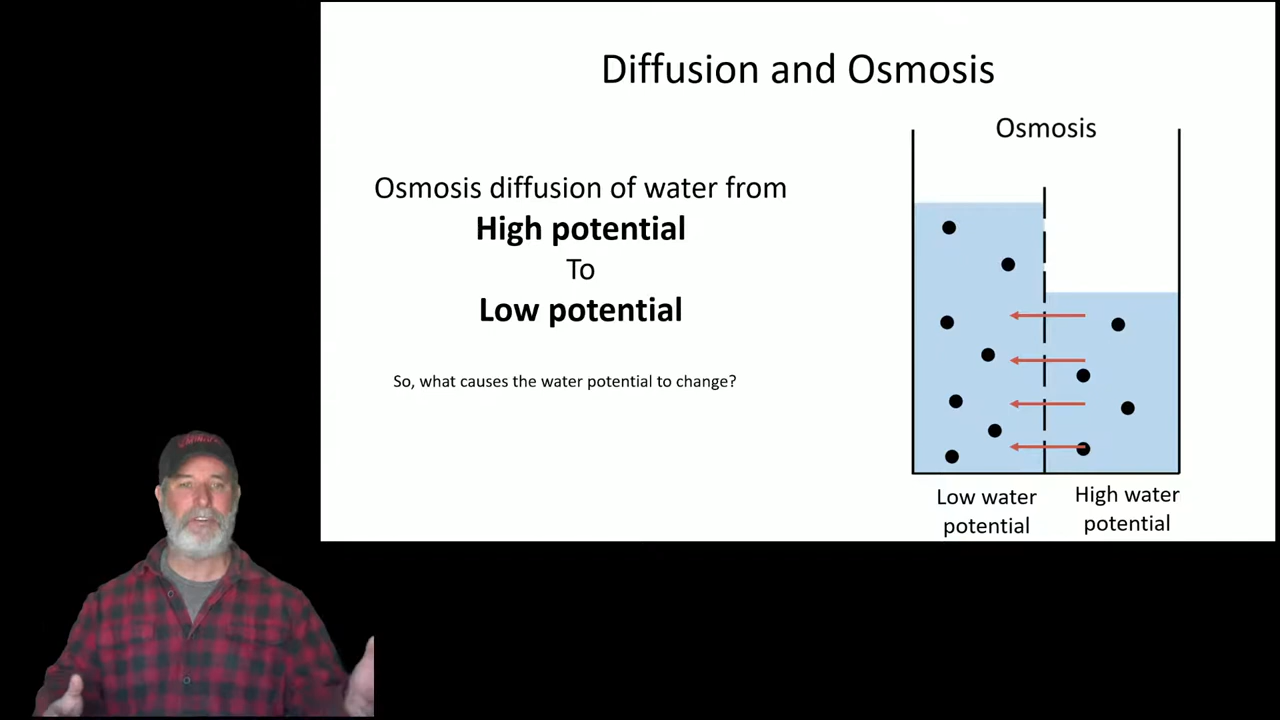 Diffusion and Osmosis
Osmosis diffusion of water from
High potential
To
Low potential
So, what causes the water potential to change?
Osmosis
Low water
potential
High water
potential